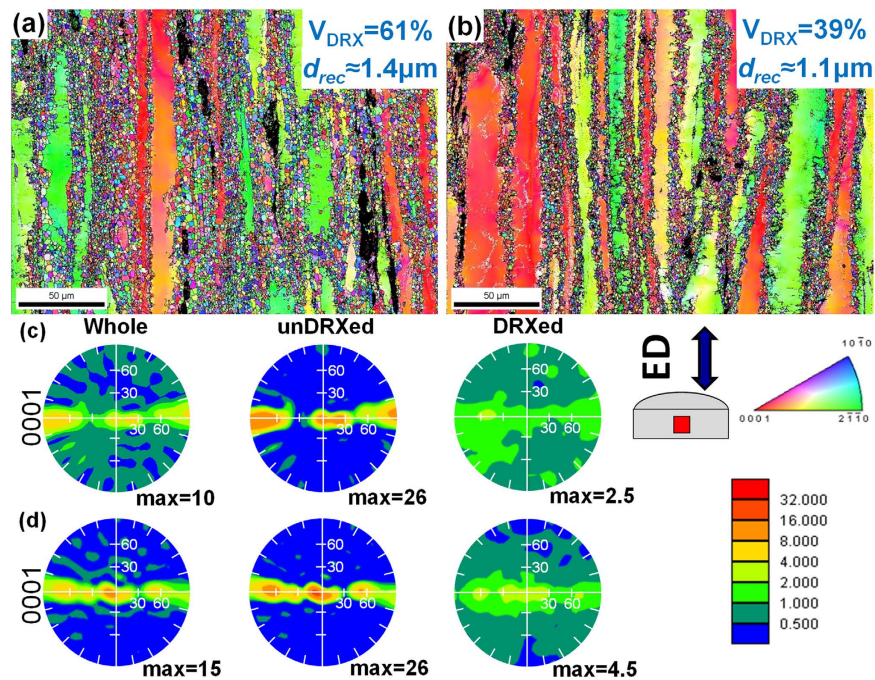 (a)
V_DRX=61%
d_rec≈1.4μm
50 μm
(b)
V_DRX=39%
d_rec≈1.1μm
50 μm
(c)
Whole
unDRXed
DRXed
0001
60
30
30 60
max=10
60
30
30 60
max=26
60
30
30 60
max=2.5
ED
101̄0
0001
21̄1̄0
(d)
0001
60
30
30 60
max=15
60
30
30 60
max=26
60
30
30 60
max=4.5
32.000
16.000
8.000
4.000
2.000
1.000
0.500